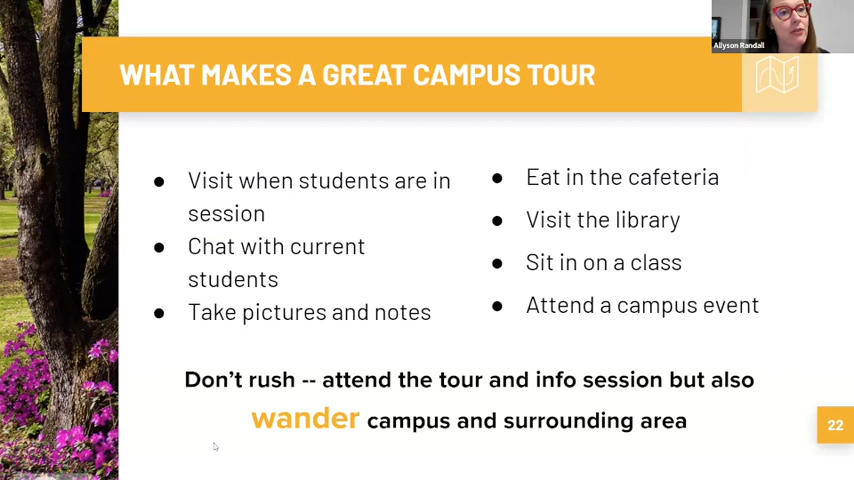 Allyson Randall
WHAT MAKES A GREAT CAMPUS TOUR
● Visit when students are in
session
● Chat with current
students
● Take pictures and notes
● Eat in the cafeteria
● Visit the library
● Sit in on a class
● Attend a campus event
Don't rush -- attend the tour and info session but also
wander campus and surrounding area
22